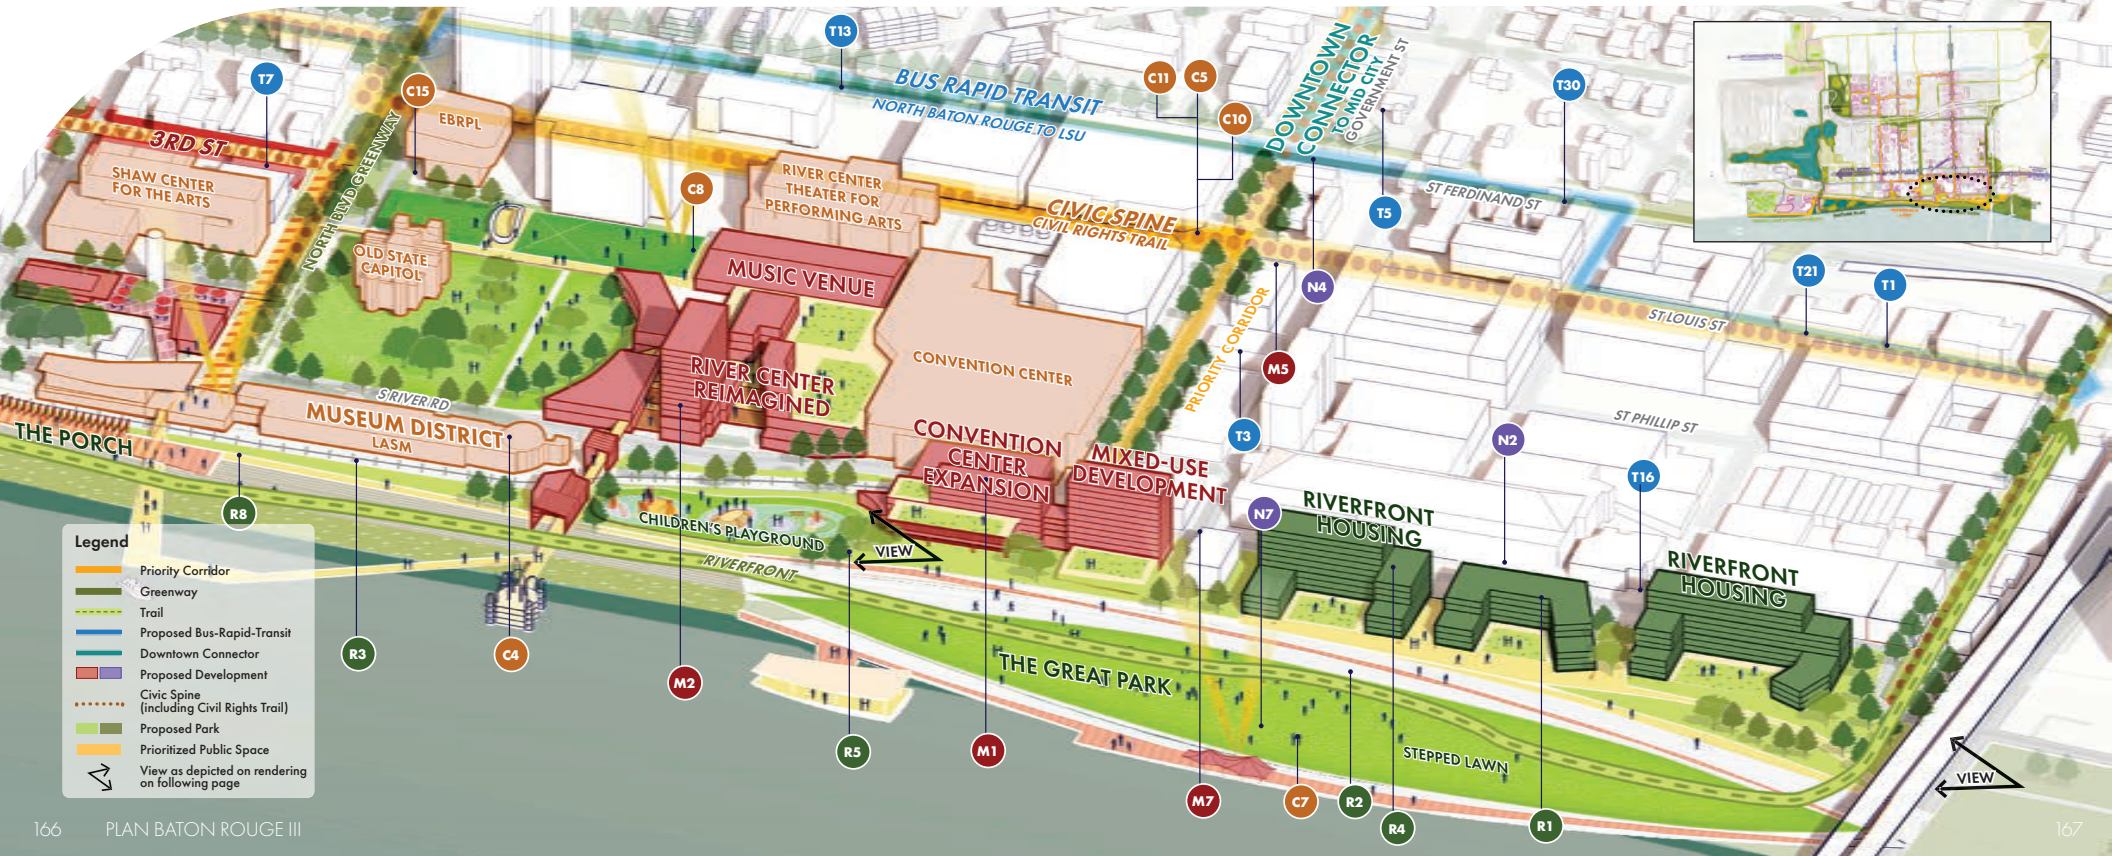 T13
T7
C15
C11
C5
C10
T30
BUS RAPID TRANSIT
NORTH BATON ROUGE TO LSU
DOWNTOWN
CONNECTOR
TO MID CITY
GOVERNMENT ST
EBRPL
3RD ST
SHAW CENTER
FOR THE ARTS
NORTH BLVD GREENWAY
C8
RIVER CENTER
THEATER FOR
PERFORMING ARTS
CIVIC SPINE
CIVIL RIGHTS TRAIL
T5
ST FERDINAND ST
OLD STATE
CAPITOL
MUSIC VENUE
N4
T21
T1
ST LOUIS ST
PRIORITY CORRIDOR
M5
CONVENTION CENTER
RIVER CENTER
REIMAGINED
S RIVER RD
MUSEUM DISTRICT
LASM
THE PORCH
CONVENTION
CENTER
EXPANSION
MIXED-USE
DEVELOPMENT
T3
N2
ST PHILLIP ST
T16
R8
CHILDREN'S PLAYGROUND
RIVERFRONT
VIEW
N7
RIVERFRONT
HOUSING
RIVERFRONT
HOUSING
Legend
Priority Corridor
Greenway
Trail
Proposed Bus-Rapid-Transit
Downtown Connector
Proposed Development
Civic Spine
(including Civil Rights Trail)
Proposed Park
Prioritized Public Space
View as depicted on rendering
on following page
R3
C4
M2
THE GREAT PARK
STEPPED LAWN
R5
M1
M7
C7
R2
R4
R1
VIEW
166 PLAN BATON ROUGE III
167